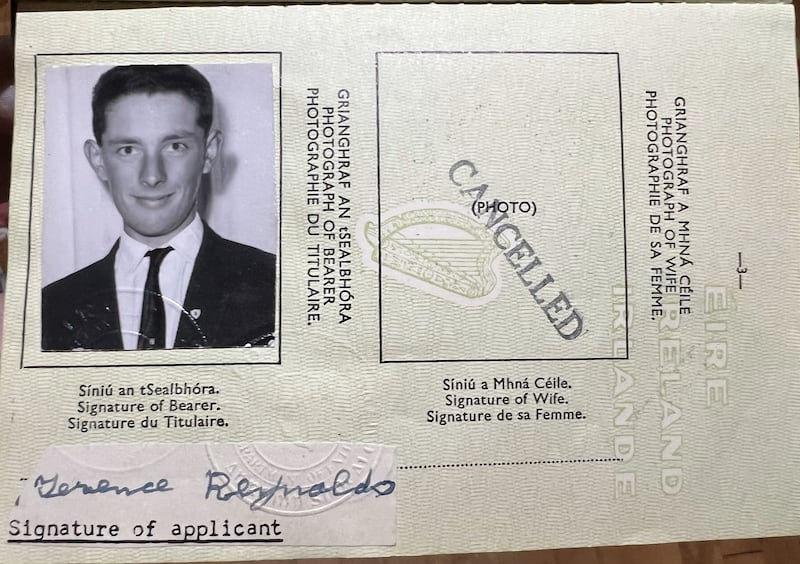 GRIANGHRAF AN tSEALBHÓRA
PHOTOGRAPH OF BEARER
PHOTOGRAPHIE DU TITULAIRE.
Síniú an tSealbhóra.
Signature of Bearer.
Signature du Titulaire.
Terence Reynolds
Signature of applicant
(PHOTO)
CANCELLED
GRIANGHRAF A MHNÁ CÉILE
PHOTOGRAPH OF WIFE
PHOTOGRAPHIE DE SA FEMME.
Síniú a Mhná Céile.
Signature of Wife.
Signature de sa Femme.
—3—
ÉIRE
IRELAND
IRLANDE